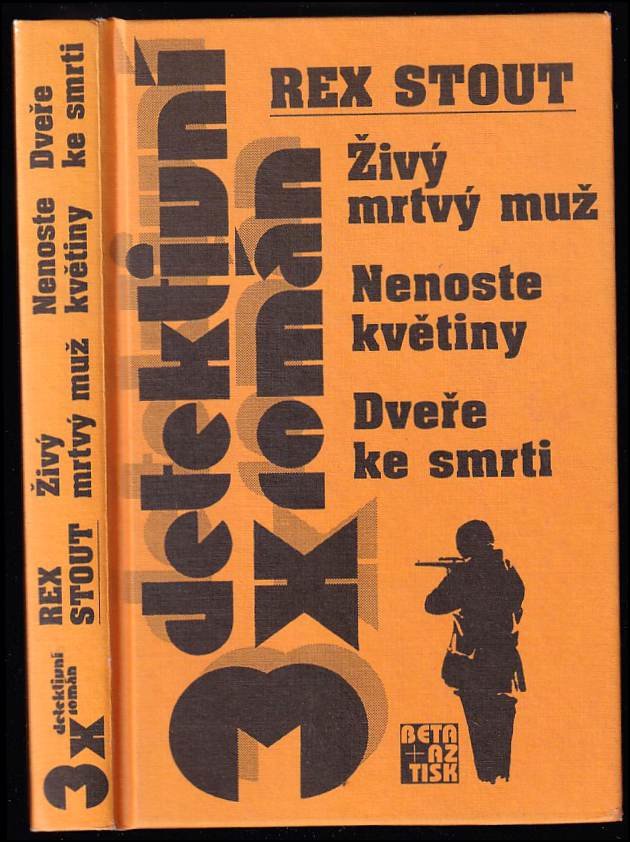 REX STOUT
Živý
mrtvý muž
Nenoste
květiny
Dveře
ke smrti
3x
detektivní
román
BETA
+AZ
TISK
3x
detektivní
román
REX
STOUT
Živý
mrtvý muž
Nenoste
květiny
Dveře
ke smrti